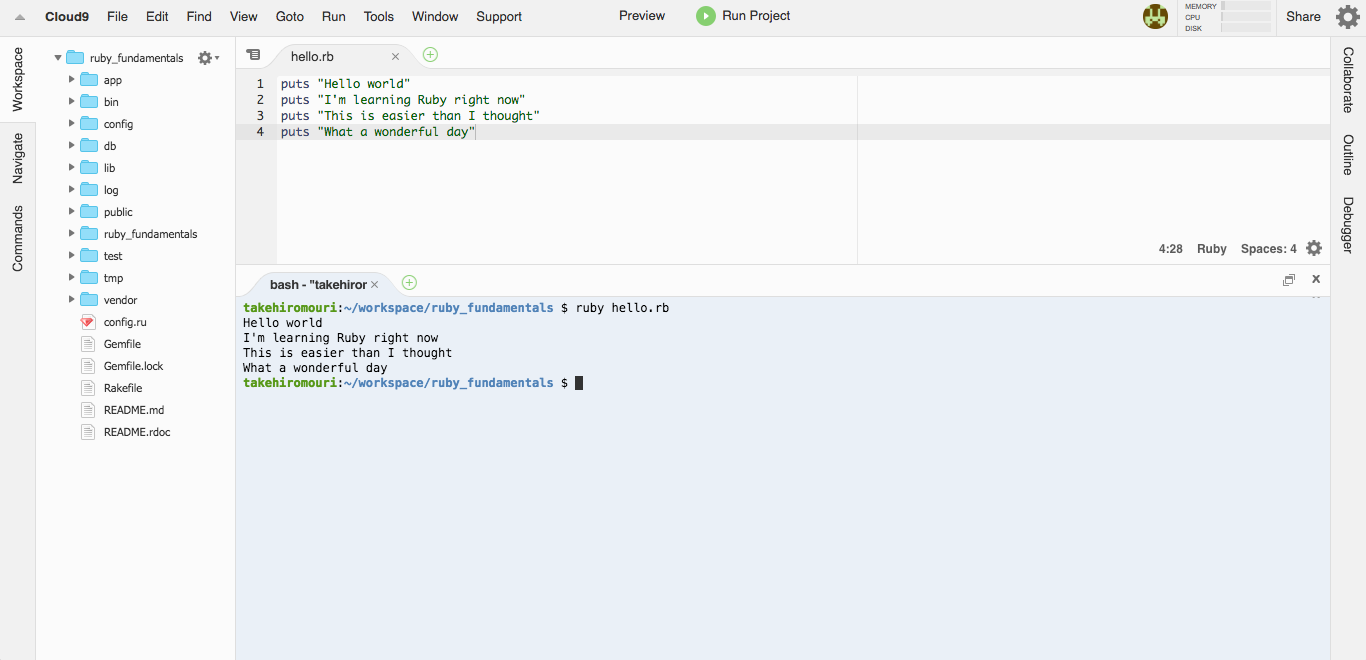 Cloud9 File Edit Find View Goto Run Tools Window Support Preview Run Project MEMORY CPU DISK Share
Workspace
Navigate
Commands
ruby_fundamentals
app
bin
config
db
lib
log
public
ruby_fundamentals
test
tmp
vendor
config.ru
Gemfile
Gemfile.lock
Rakefile
README.md
README.rdoc
hello.rb
1 puts "Hello world"
2 puts "I'm learning Ruby right now"
3 puts "This is easier than I thought"
4 puts "What a wonderful day"
4:28 Ruby Spaces: 4
bash - "takehiror
takehiromouri:~/workspace/ruby_fundamentals $ ruby hello.rb
Hello world
I'm learning Ruby right now
This is easier than I thought
What a wonderful day
takehiromouri:~/workspace/ruby_fundamentals $
Collaborate
Outline
Debugger